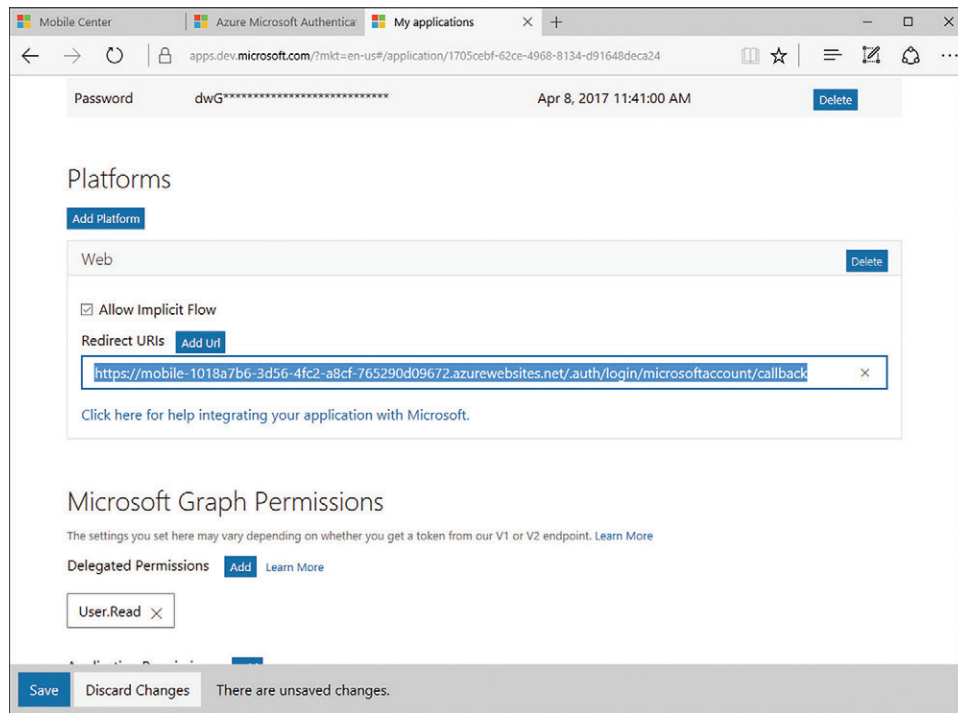 Mobile Center
Azure Microsoft Authentica
My applications
apps.dev.microsoft.com/?mkt=en-us#/application/1705cebf-62ce-4968-8134-d91648deca24
Password dwG**************************** Apr 8, 2017 11:41:00 AM Delete
Platforms
Add Platform
Web Delete
Allow Implicit Flow
Redirect URIs Add Url
https://mobile-1018a7b6-3d56-4fc2-a8cf-765290d09672.azurewebsites.net/.auth/login/microsoftaccount/callback
Click here for help integrating your application with Microsoft.
Microsoft Graph Permissions
The settings you set here may vary depending on whether you get a token from our V1 or V2 endpoint. Learn More
Delegated Permissions Add Learn More
User.Read
Save Discard Changes There are unsaved changes.